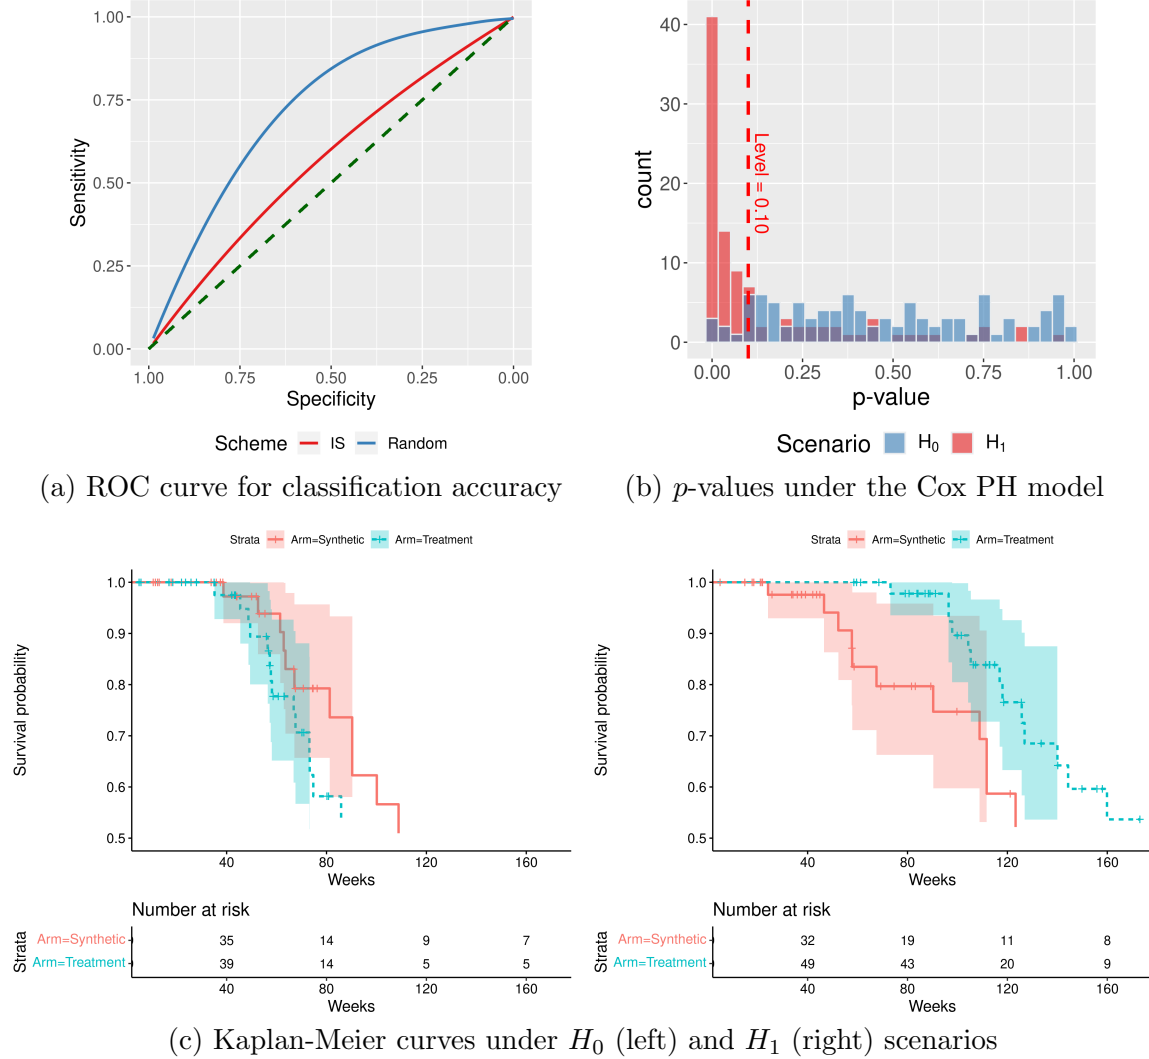 1.00
0.75
0.50
0.25
0.00
Sensitivity
1.00 0.75 0.50 0.25 0.00
Specificity
Scheme IS Random
(a) ROC curve for classification accuracy
40
30
20
10
0
count
Level = 0.10
0.00 0.25 0.50 0.75 1.00
p-value
Scenario H₀ H₁
(b) p-values under the Cox PH model
Strata Arm=Synthetic Arm=Treatment
1.0
0.9
0.8
0.7
0.6
0.5
Survival probability
40 80 120 160
Weeks
Number at risk
Strata
Arm=Synthetic 35 14 9 7
Arm=Treatment 39 14 5 5
40 80 120 160
Weeks
Strata Arm=Synthetic Arm=Treatment
1.0
0.9
0.8
0.7
0.6
0.5
Survival probability
40 80 120 160
Weeks
Number at risk
Strata
Arm=Synthetic 32 19 11 8
Arm=Treatment 49 43 20 9
40 80 120 160
Weeks
(c) Kaplan-Meier curves under H₀ (left) and H₁ (right) scenarios